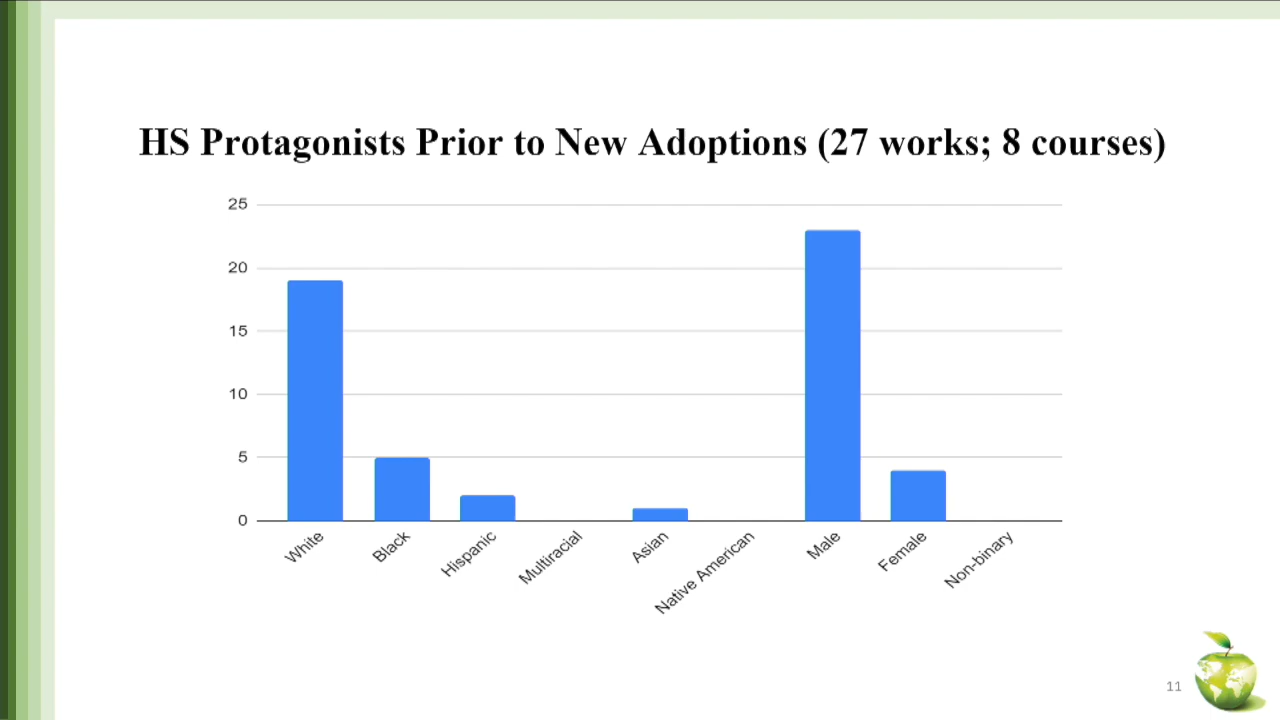 HS Protagonists Prior to New Adoptions (27 works; 8 courses)
25
20
15
10
5
0
White
Black
Hispanic
Multiracial
Asian
Native American
Male
Female
Non-binary
11